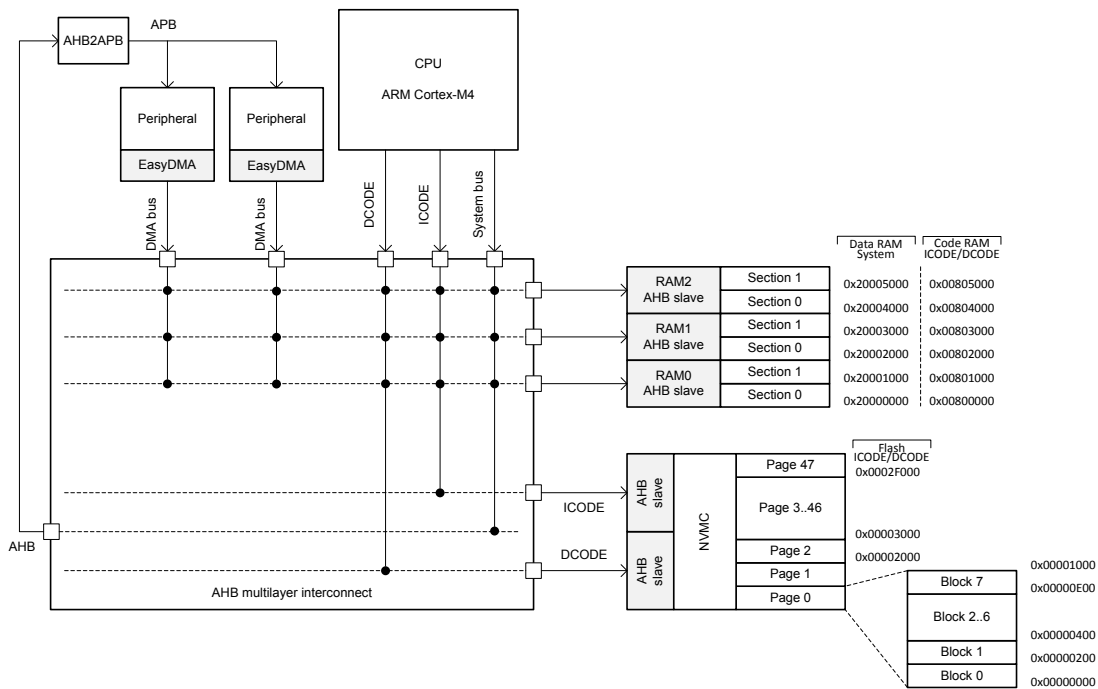 APB
AHB2APB
CPU
ARM Cortex-M4
Peripheral
Peripheral
EasyDMA
EasyDMA
DMA bus
DMA bus
DCODE
ICODE
System bus
Data RAM
System
Code RAM
ICODE/DCODE
RAM2
AHB slave
Section 1
Section 0
0x20005000
0x00805000
0x20004000
0x00804000
RAM1
AHB slave
Section 1
Section 0
0x20003000
0x00803000
0x20002000
0x00802000
RAM0
AHB slave
Section 1
Section 0
0x20001000
0x00801000
0x20000000
0x00800000
Flash
ICODE/DCODE
0x0002F000
ICODE
DCODE
AHB
slave
AHB
slave
NVMC
Page 47
Page 3..46
0x00003000
Page 2
0x00002000
Page 1
Page 0
0x00001000
Block 7
0x00000E00
Block 2..6
0x00000400
Block 1
0x00000200
Block 0
0x00000000
AHB
AHB multilayer interconnect